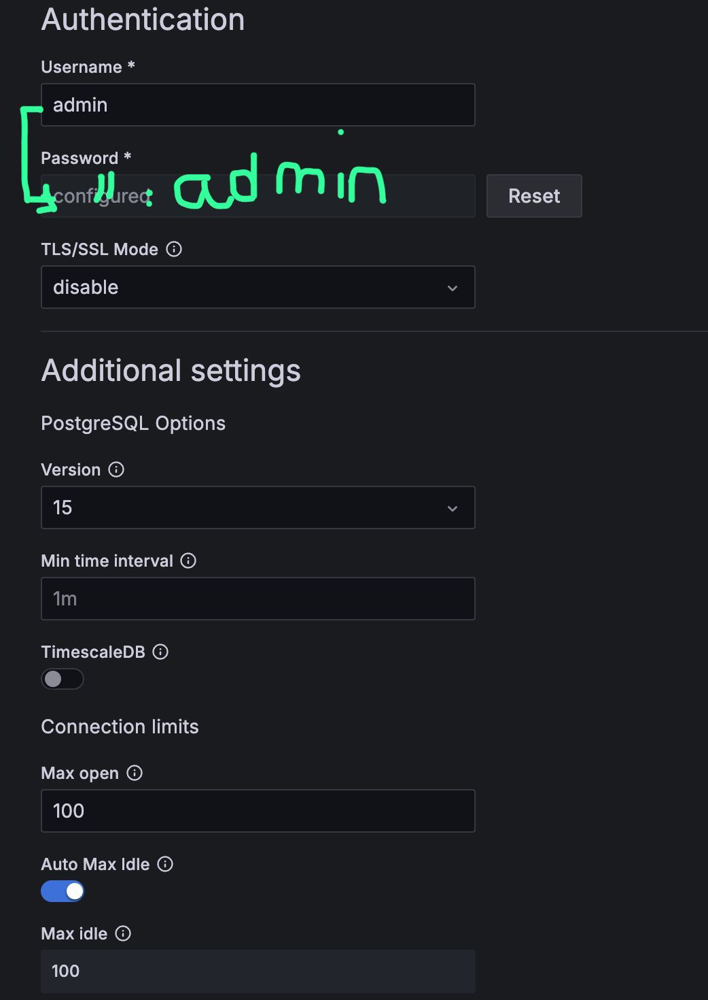 Authentication
Username *
admin
Password *
configured
〃 : admin
Reset
TLS/SSL Mode
disable
Additional settings
PostgreSQL Options
Version
15
Min time interval
1m
TimescaleDB
Connection limits
Max open
100
Auto Max Idle
Max idle
100